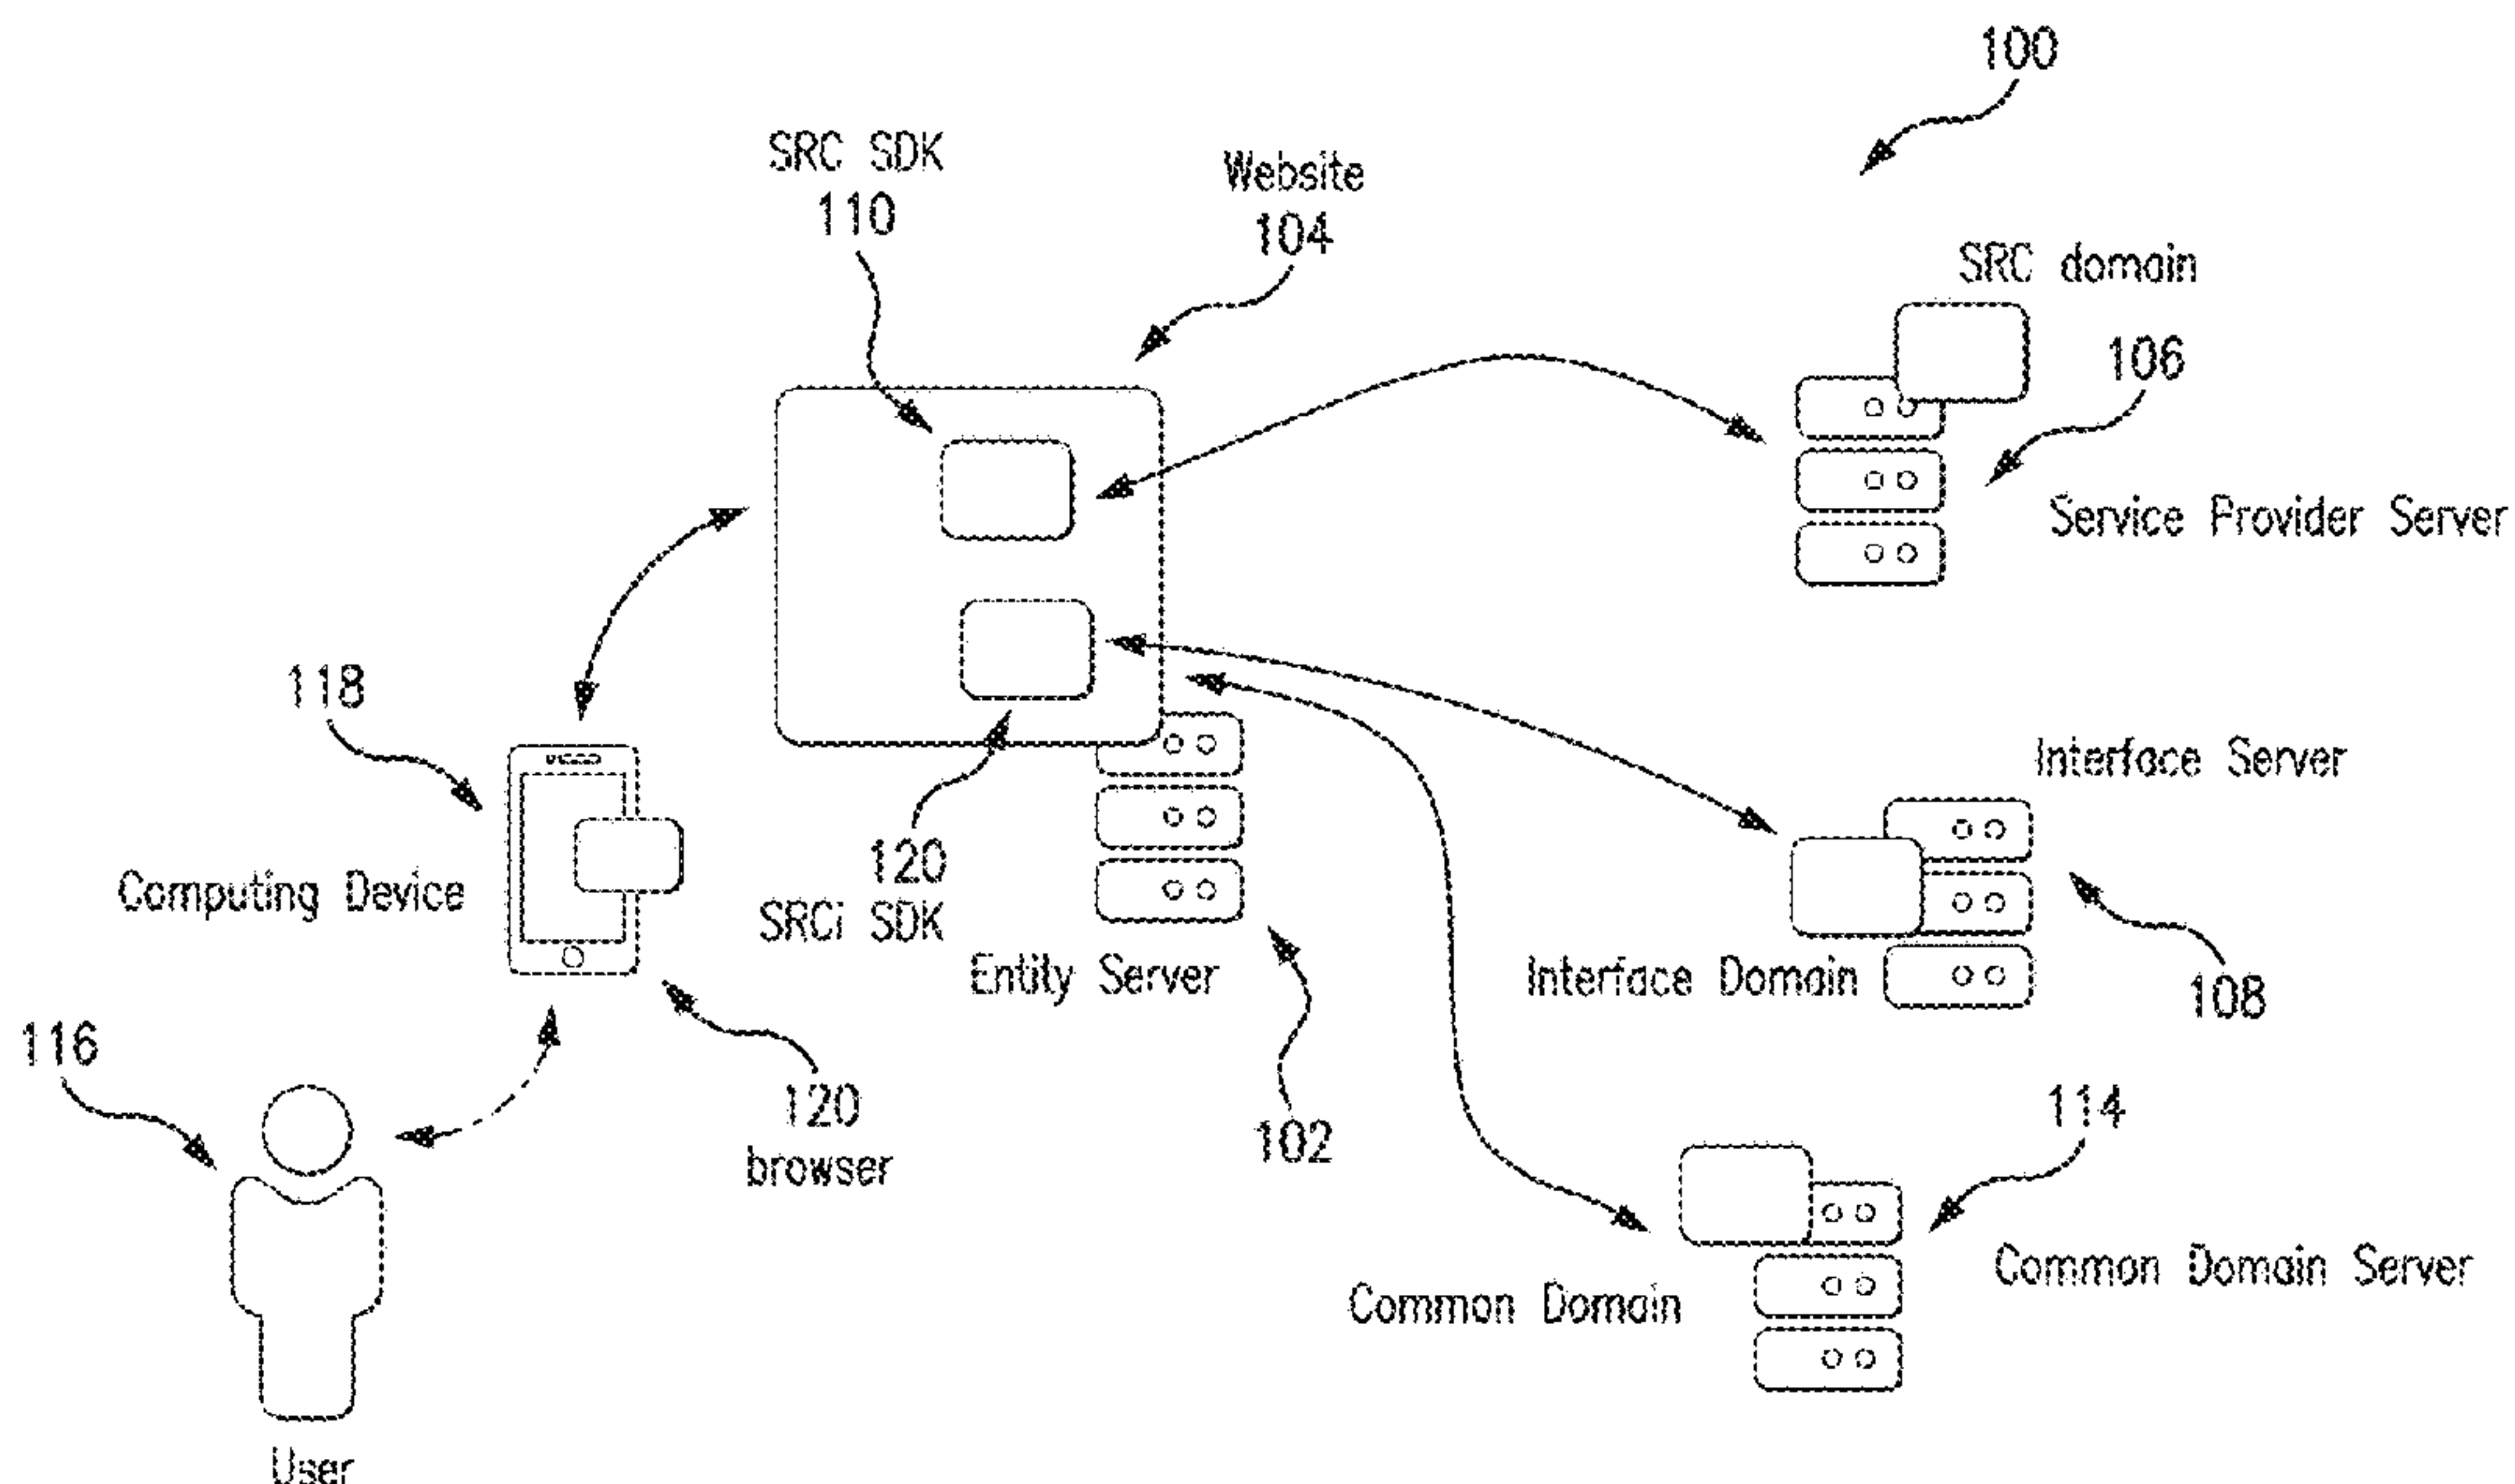 100
SRC SDK
110
Website
104
SRC domain
106
Service Provider Server
118
Computing Device
120
SRCi SDK
Entity Server
Interface Server
Interface Domain
108
116
120
browser
102
114
Common Domain Server
Common Domain
User